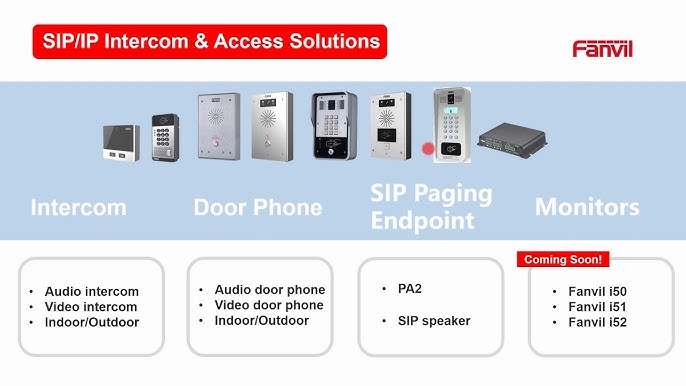 SIP/IP Intercom & Access Solutions
Fanvil
Intercom
Door Phone
SIP Paging
Endpoint
Monitors
• Audio intercom
• Video intercom
• Indoor/Outdoor
• Audio door phone
• Video door phone
• Indoor/Outdoor
• PA2
• SIP speaker
Coming Soon!
• Fanvil i50
• Fanvil i51
• Fanvil i52